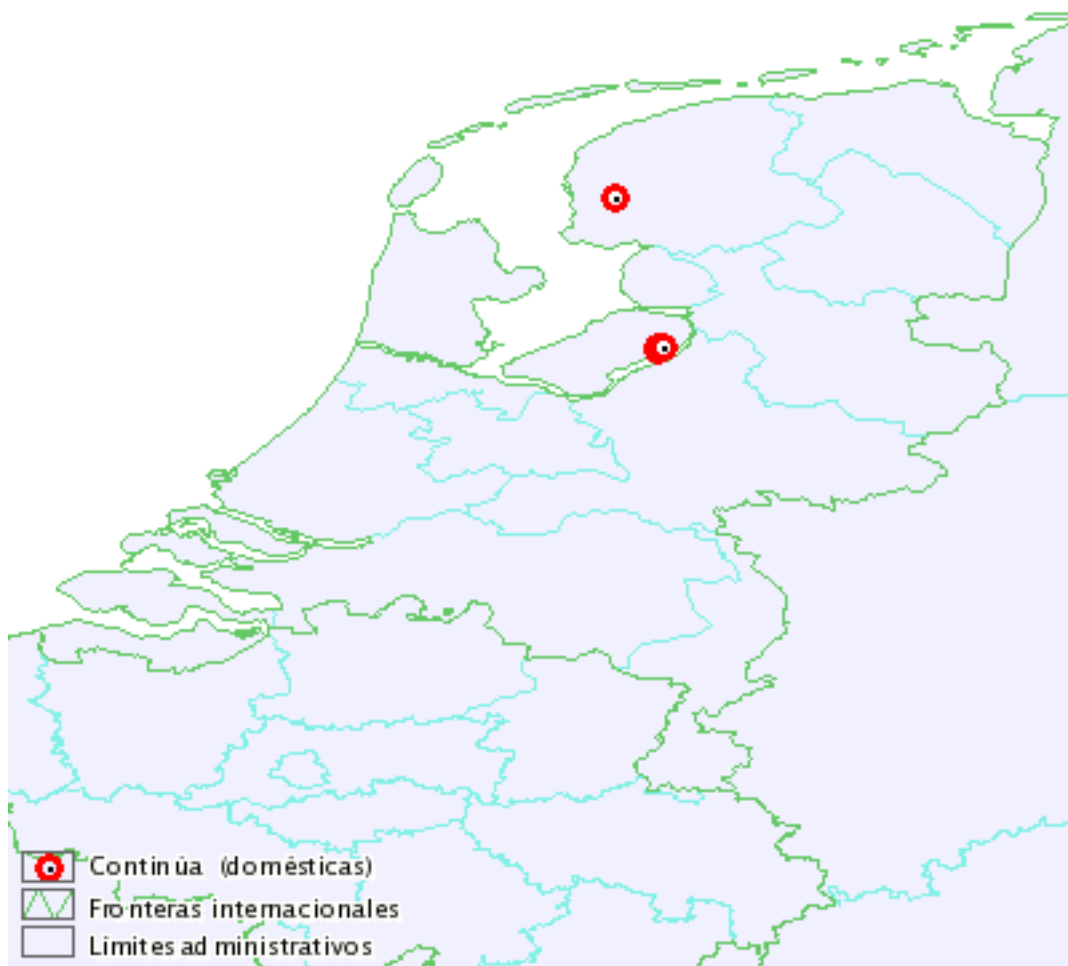 Continúa (domésticas)
Fronteras internacionales
Límites administrativos